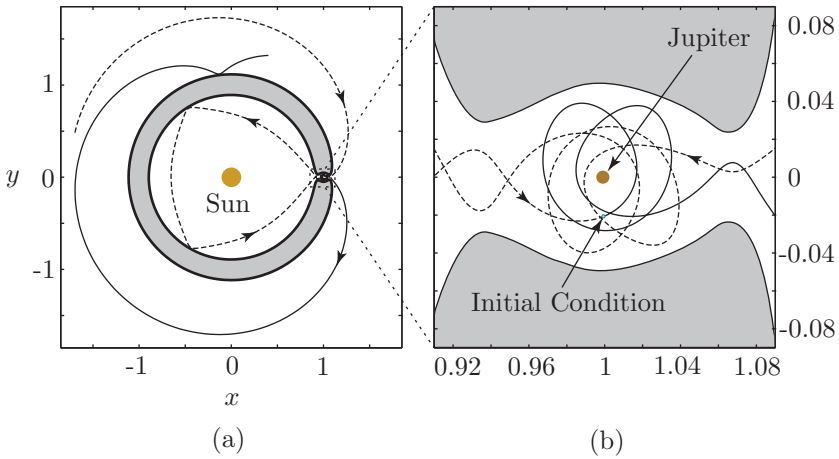 1
y
0
-1
Sun
-1
0
1
x
(a)
Jupiter
Initial Condition
0.08
0.04
0
-0.04
-0.08
0.92
0.96
1
1.04
1.08
(b)